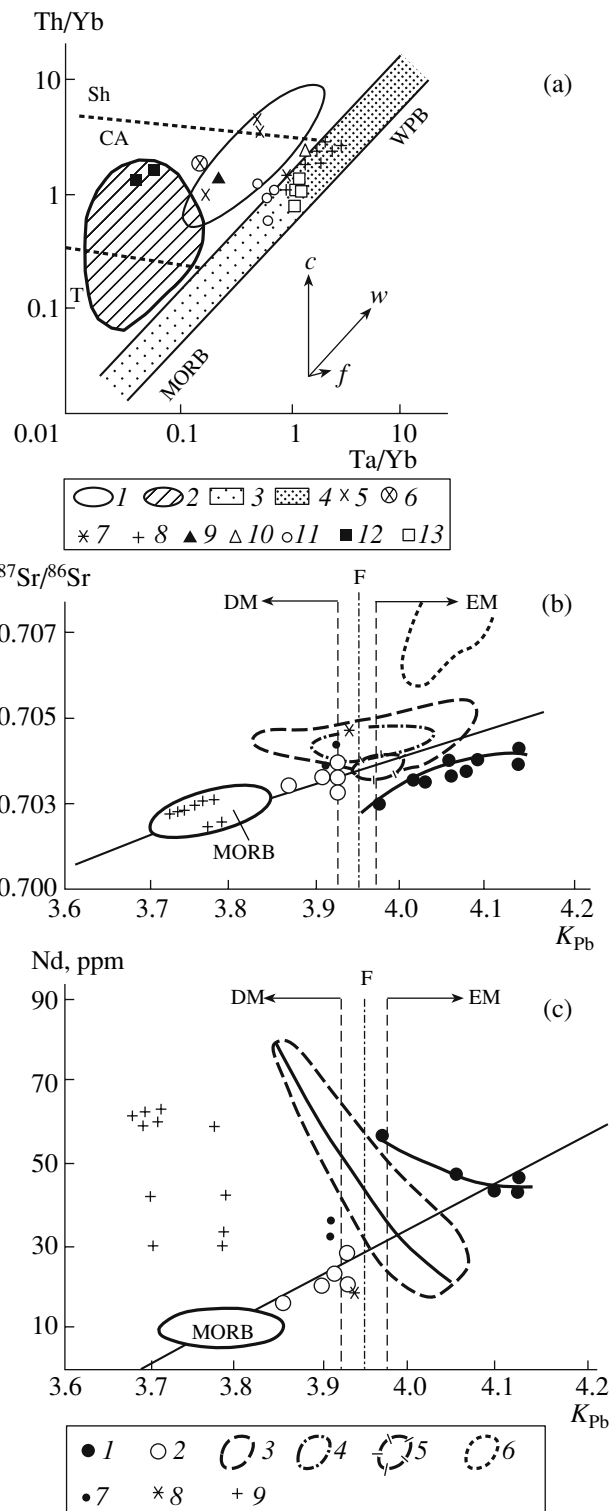 Th/Yb
10
(a)
Sh
CA
WPB
1
c
w
T
0.1
f
MORB
0.01 0.1 1 10
Ta/Yb
1 2 3 4 5 6
7 8 9 10 11 12 13
87Sr/86Sr
F
DM EM (b)
0.707
0.705
0.703
MORB
0.700
3.6 3.7 3.8 3.9 4.0 4.1 4.2
KPb
Nd, ppm
F
90 DM EM (c)
70
50
30
10 MORB
3.6 3.7 3.8 3.9 4.0 4.1 4.2
KPb
1 2 3 4 5 6
7 8 9